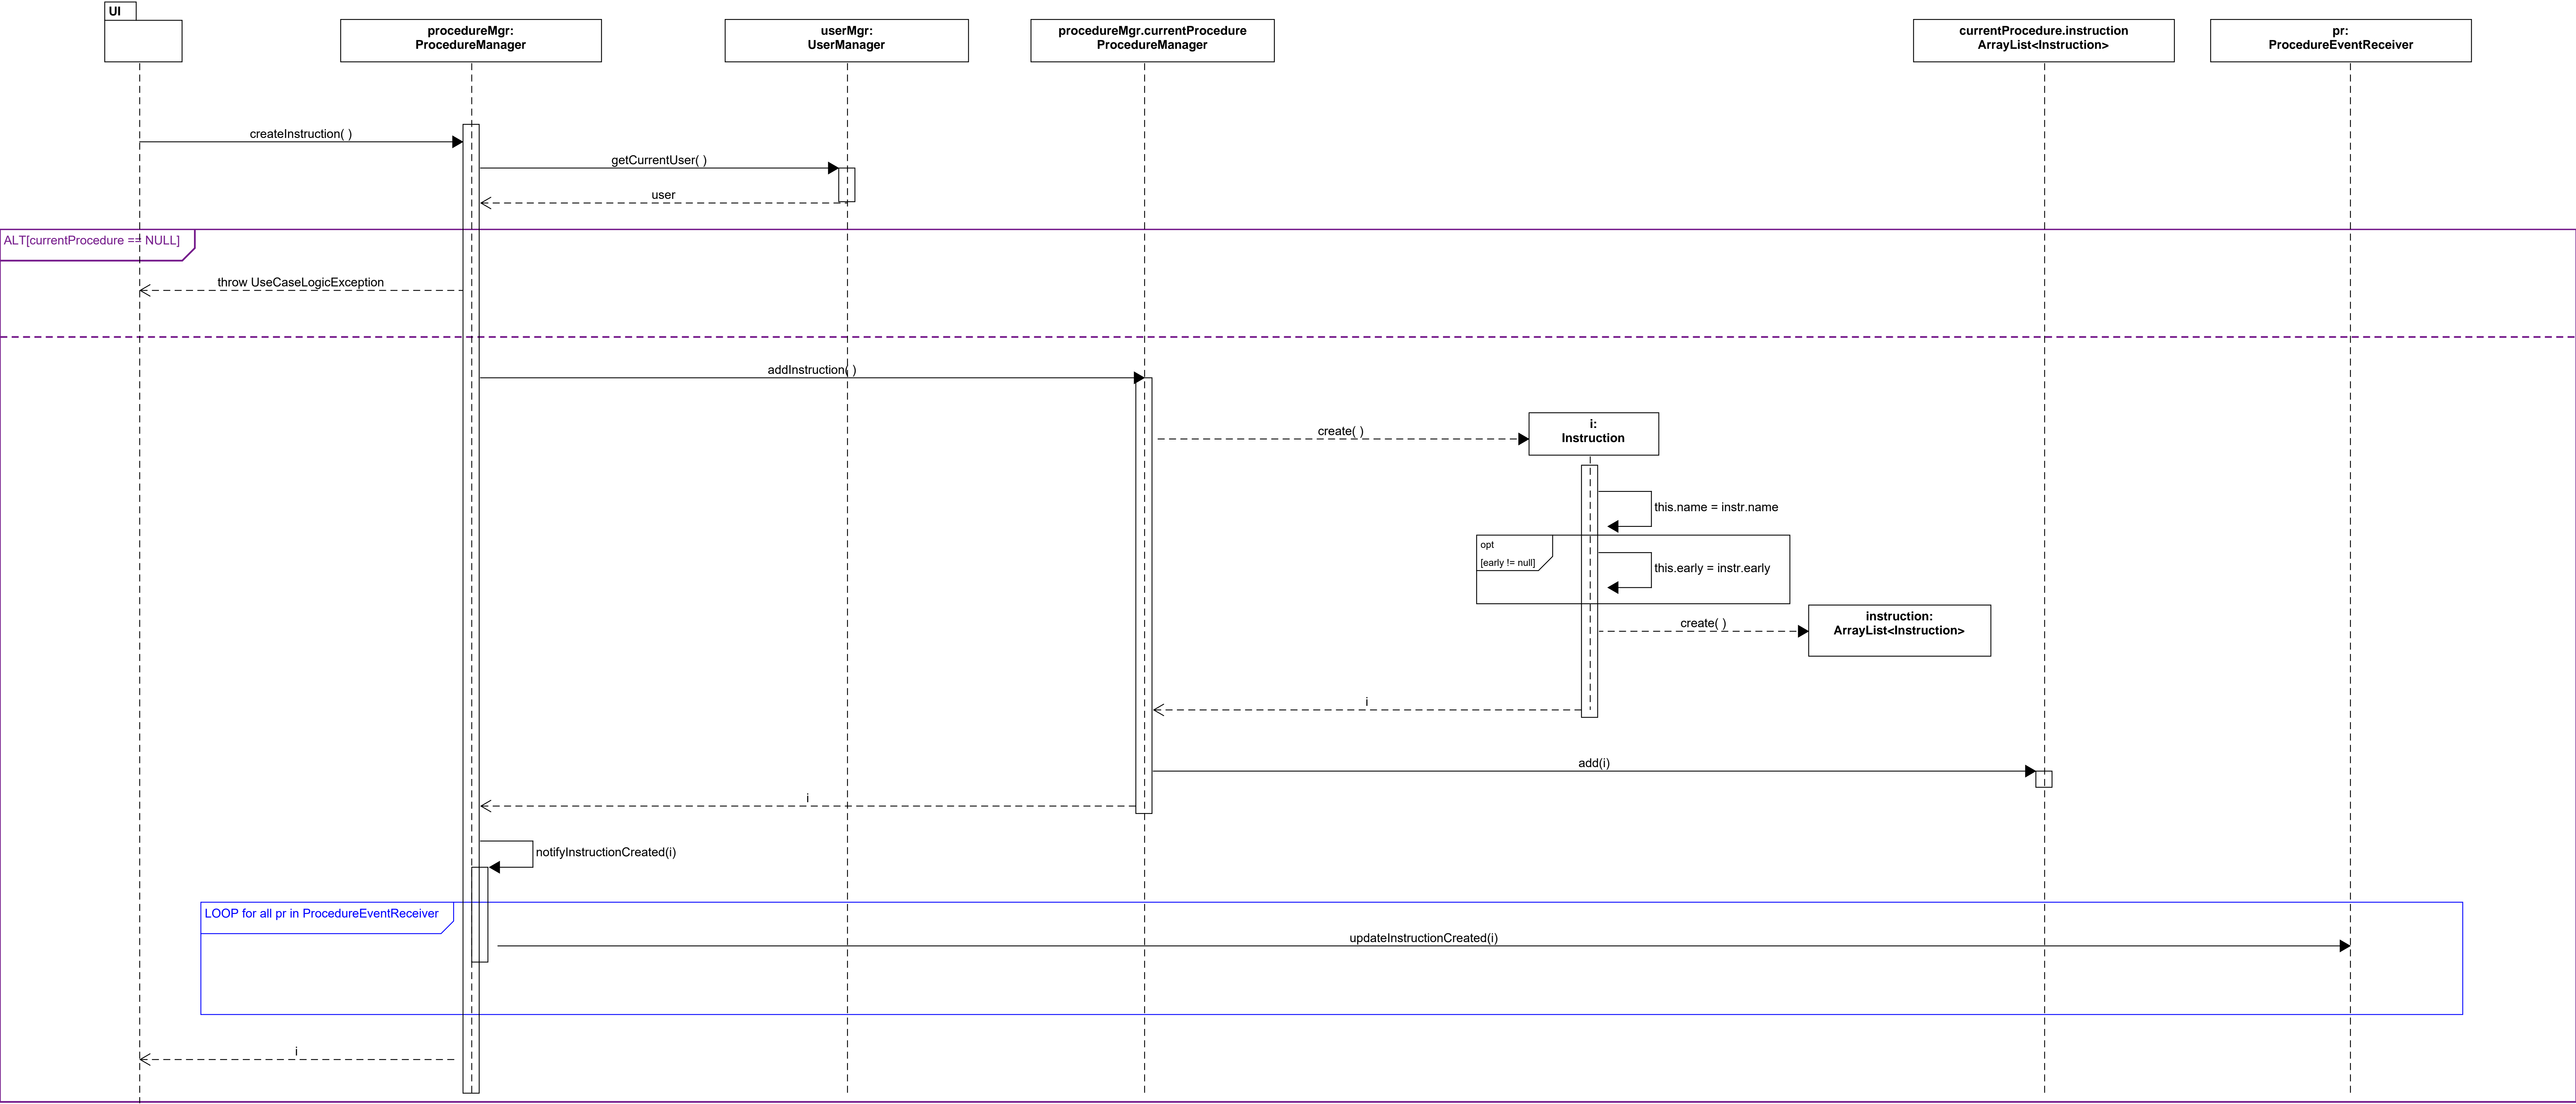 UI
procedureMgr:
ProcedureManager
userMgr:
UserManager
procedureMgr.currentProcedure
ProcedureManager
currentProcedure.instruction
ArrayList<Instruction>
pr:
ProcedureEventReceiver
createInstruction( )
getCurrentUser( )
user
ALT[currentProcedure == NULL]
throw UseCaseLogicException
addInstruction( )
i:
Instruction
create( )
this.name = instr.name
opt
[early != null]
this.early = instr.early
instruction:
ArrayList<Instruction>
create( )
i
add(i)
i
notifyInstructionCreated(i)
LOOP for all pr in ProcedureEventReceiver
updateInstructionCreated(i)
i